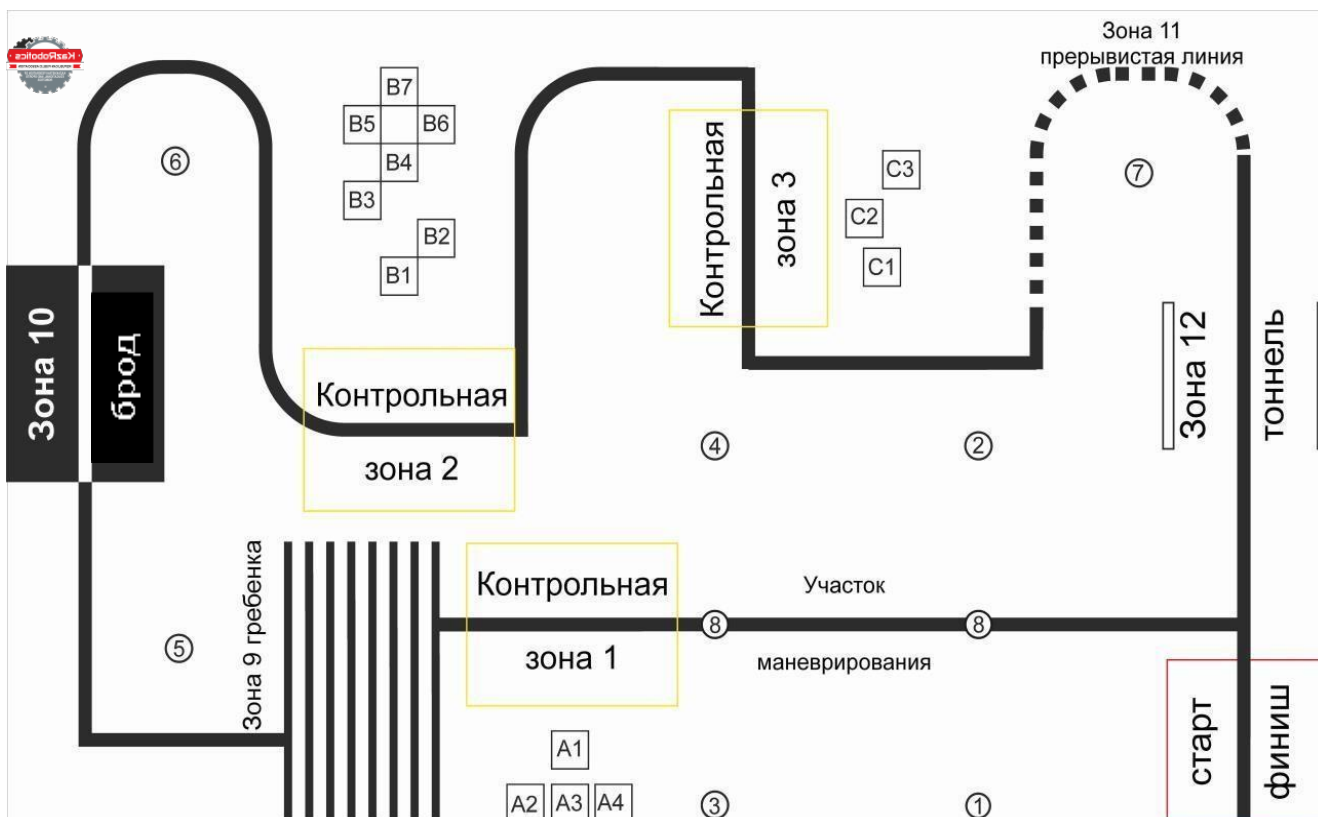 KazRobotics
Зона 11
прерывистая линия
B7
B5
B6
B4
B3
B2
B1
6
Контрольная
зона 3
C3
C2
C1
7
Зона 10
брод
Контрольная
зона 2
4
2
Зона 12
тоннель
Зона 9 гребенка
Контрольная
зона 1
8
8
Участок
маневрирования
5
старт
финиш
A1
A2
A3
A4
3
1